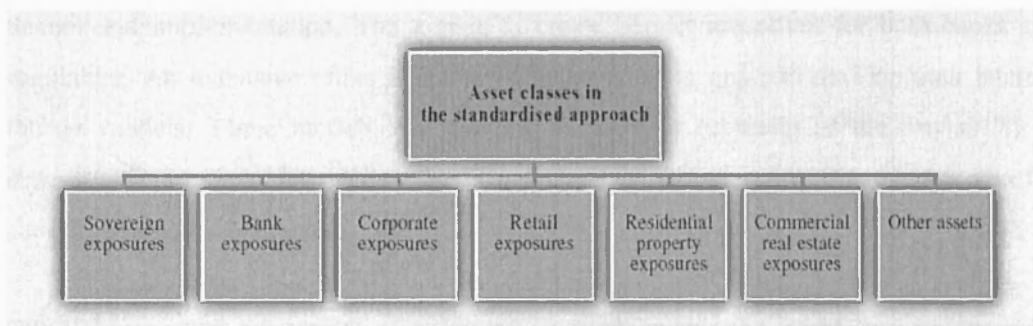 Asset classes in
the standardised approach
Sovereign
exposures
Bank
exposures
Corporate
exposures
Retail
exposures
Residential
property
exposures
Commercial
real estate
exposures
Other assets